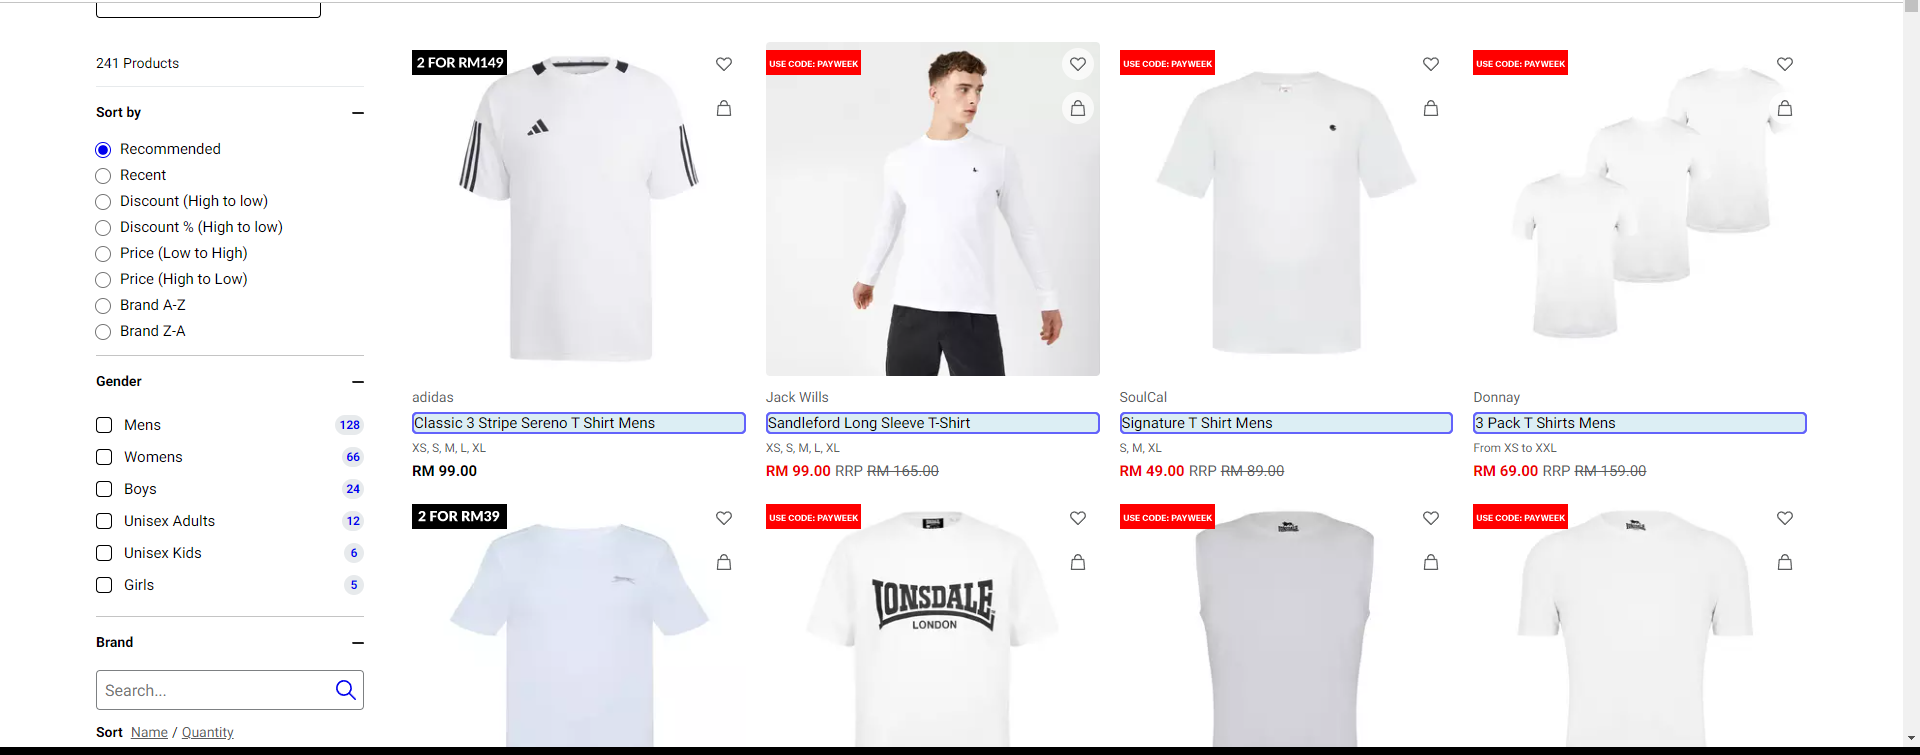 241 Products
Sort by
Recommended
Recent
Discount (High to low)
Discount % (High to low)
Price (Low to High)
Price (High to Low)
Brand A-Z
Brand Z-A
Gender
Mens 128
Womens 66
Boys 24
Unisex Adults 12
Unisex Kids 6
Girls 5
Brand
Search...
Sort Name / Quantity
2 FOR RM149
adidas
Classic 3 Stripe Sereno T Shirt Mens
XS, S, M, L, XL
RM 99.00
USE CODE: PAYWEEK
Jack Wills
Sandleford Long Sleeve T-Shirt
XS, S, M, L, XL
RM 99.00 RRP RM 165.00
USE CODE: PAYWEEK
SoulCal
Signature T Shirt Mens
S, M, XL
RM 49.00 RRP RM 89.00
USE CODE: PAYWEEK
Donnay
3 Pack T Shirts Mens
From XS to XXL
RM 69.00 RRP RM 159.00
2 FOR RM39
USE CODE: PAYWEEK
LONSDALE
LONDON
USE CODE: PAYWEEK
USE CODE: PAYWEEK